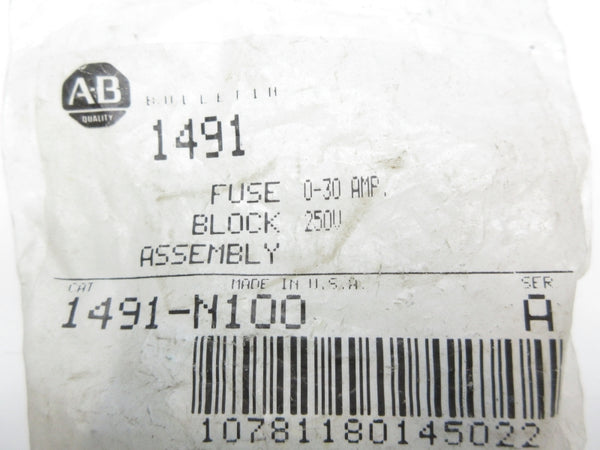 A-B
QUALITY
BULLETIN
1491
FUSE 0-30 AMP.
BLOCK 250V
ASSEMBLY
CAT MADE IN U.S.A. SER
1491-N100 A
10781180145022